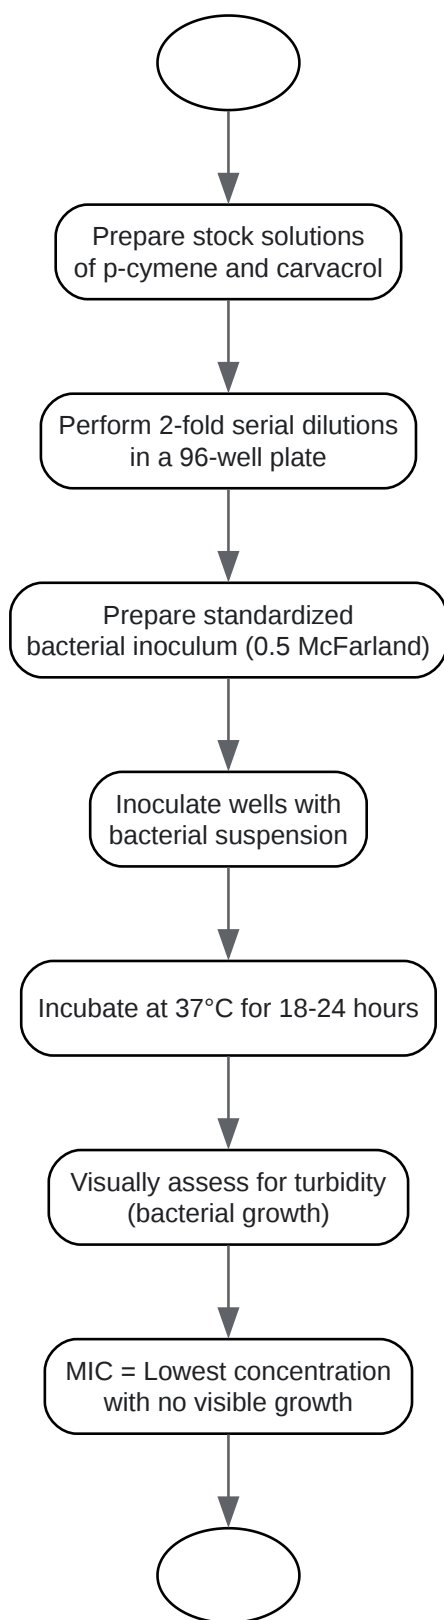 Prepare stock solutions
of p-cymene and carvacrol
Perform 2-fold serial dilutions
in a 96-well plate
Prepare standardized
bacterial inoculum (0.5 McFarland)
Inoculate wells with
bacterial suspension
Incubate at 37°C for 18-24 hours
Visually assess for turbidity
(bacterial growth)
MIC = Lowest concentration
with no visible growth